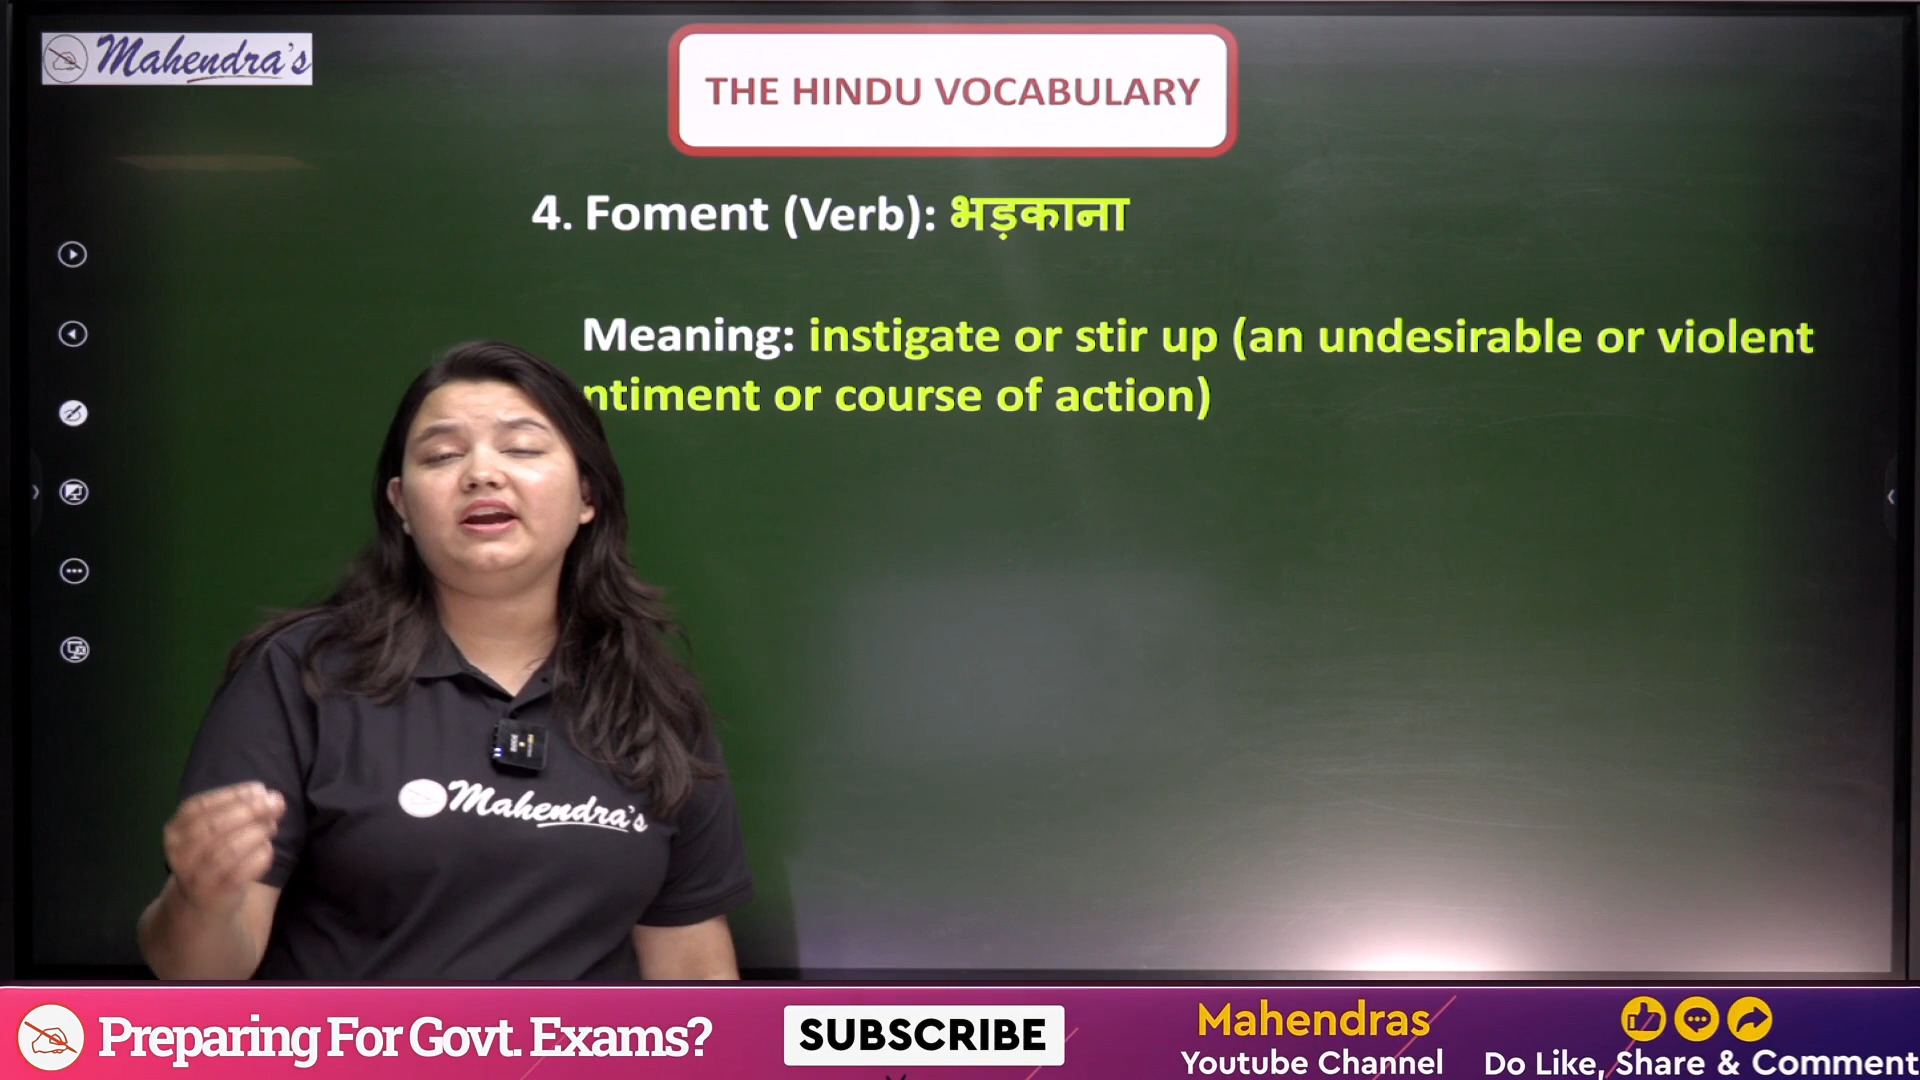 Mahendra's
THE HINDU VOCABULARY
4. Foment (Verb): भड़काना
Meaning: instigate or stir up (an undesirable or violent
ntiment or course of action)
Mahendra's
Preparing For Govt. Exams?
SUBSCRIBE
Mahendras
Youtube Channel
Do Like, Share & Comment